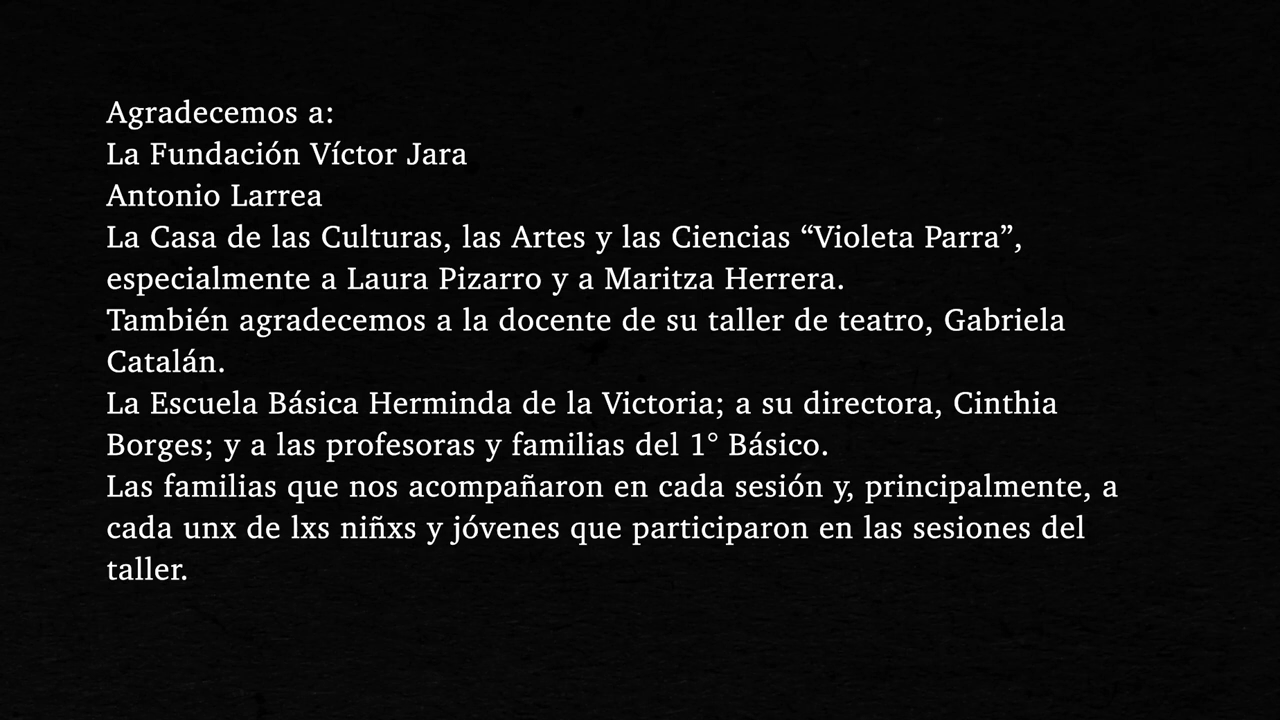 Agradecemos a:
La Fundación Víctor Jara
Antonio Larrea
La Casa de las Culturas, las Artes y las Ciencias “Violeta Parra”,
especialmente a Laura Pizarro y a Maritza Herrera.
También agradecemos a la docente de su taller de teatro, Gabriela
Catalán.
La Escuela Básica Herminda de la Victoria; a su directora, Cinthia
Borges; y a las profesoras y familias del 1° Básico.
Las familias que nos acompañaron en cada sesión y, principalmente, a
cada unx de lxs niñxs y jóvenes que participaron en las sesiones del
taller.